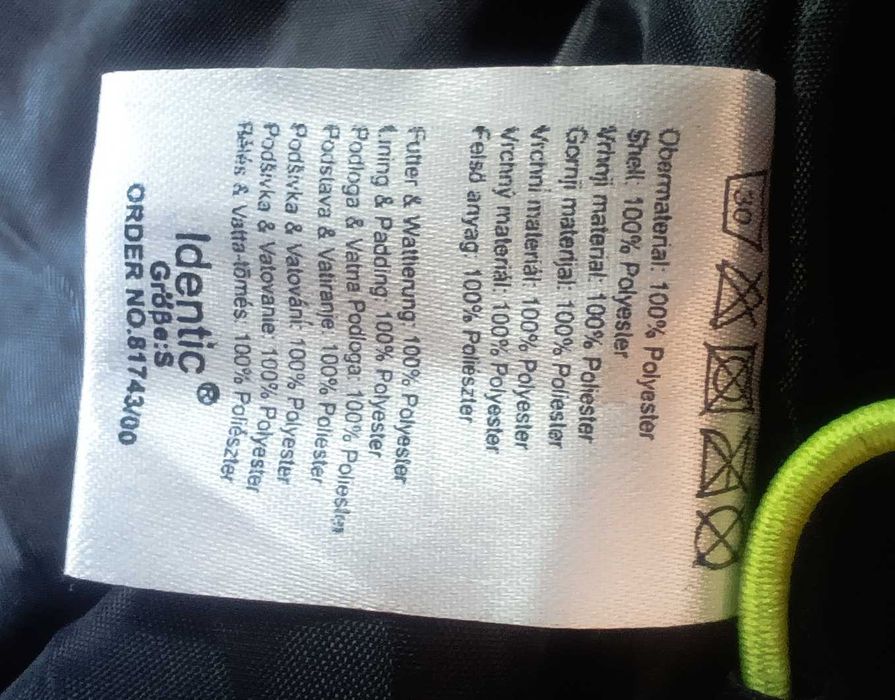 30
Obermaterial: 100% Polyester
Shell: 100% Polyester
Vrhnji material: 100% Poliester
Gornji materijal: 100% Poliester
Vrchní materiál: 100% Polyester
Vrchný materiál: 100% Polyester
Felső anyag: 100% Poliészter
Futter & Wattierung: 100% Polyester
Lining & Padding: 100% Polyester
Podloga & Vatna Podloga: 100% Poliester
Podstava & Vatiranje: 100% Poliester
Podšívka & Vatování: 100% Polyester
Podšívka & Vatovanie: 100% Polyester
Bélés & Vatta-tömés: 100% Poliészter
Identic ®
Größe:S
ORDER NO.81743/00